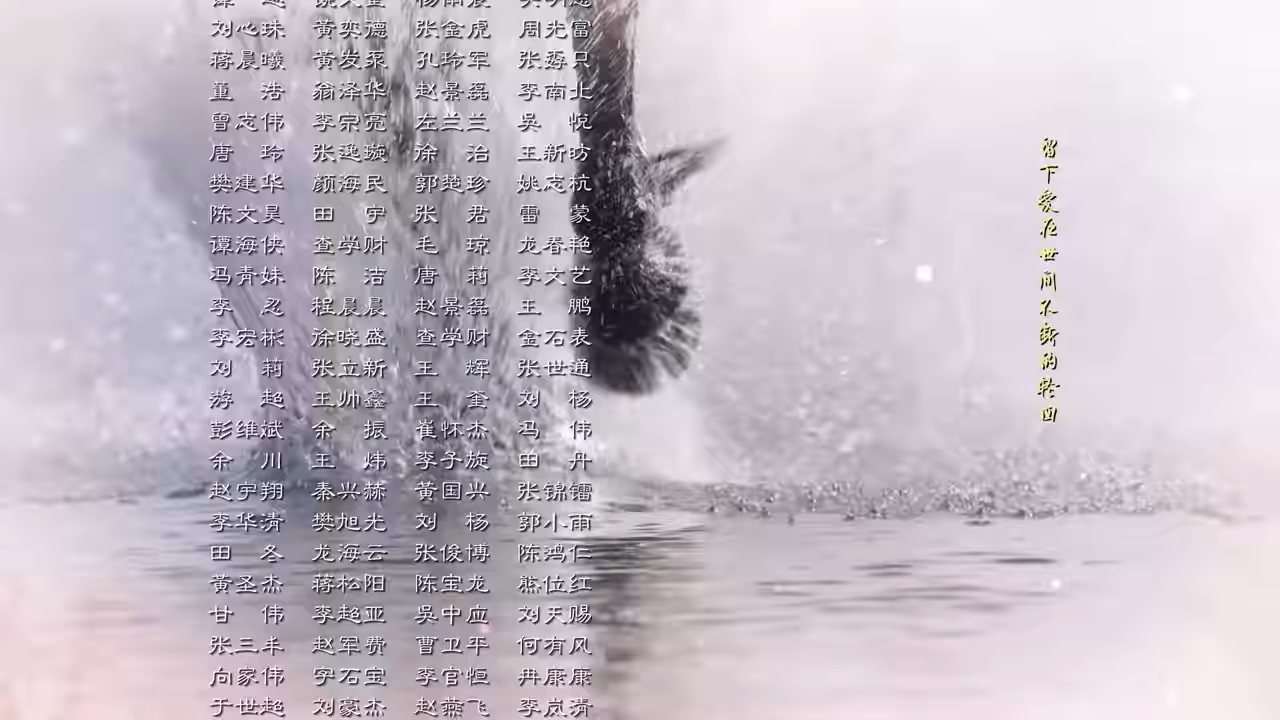 刘心珠 黄奕德 张金虎 周光富
蒋晨曦 黄发泵 孔玲军 张孬只
董浩 翁泽华 赵景磊 李南北
曾志伟 李宗亮 左兰兰 吴悦
唐玲 张逸璇 徐治 王新昉
樊建华 颜海民 郭楚珍 姚志杭
陈文昊 田宇 张君 雷蒙
谭海侠 查学财 毛琼 龙春艳
冯青妹 陈洁 唐莉 李文艺
李忍 程晨晨 赵景磊 王鹏
李宏彬 徐晓盛 查学财 金石表
刘莉 张立新 王辉 张世通
游超 王帅鑫 王奎 刘杨
彭维斌 余振 崔怀杰 冯伟
余川 王炜 李子旋 田丹
赵宇翔 秦兴赫 黄国兴 张锦镭
李华清 樊旭光 刘杨 郭小雨
田冬 龙海云 张俊博 陈鸿仁
黄圣杰 蒋松阳 陈宝龙 熊位红
甘伟 李超亚 吴中应 刘天赐
张三丰 赵军费 曹卫平 何有风
向家伟 字石宝 李官恒 冉康康
于世超 刘豪杰 赵燕飞 李岚清
留下爱在世间不断的轮回